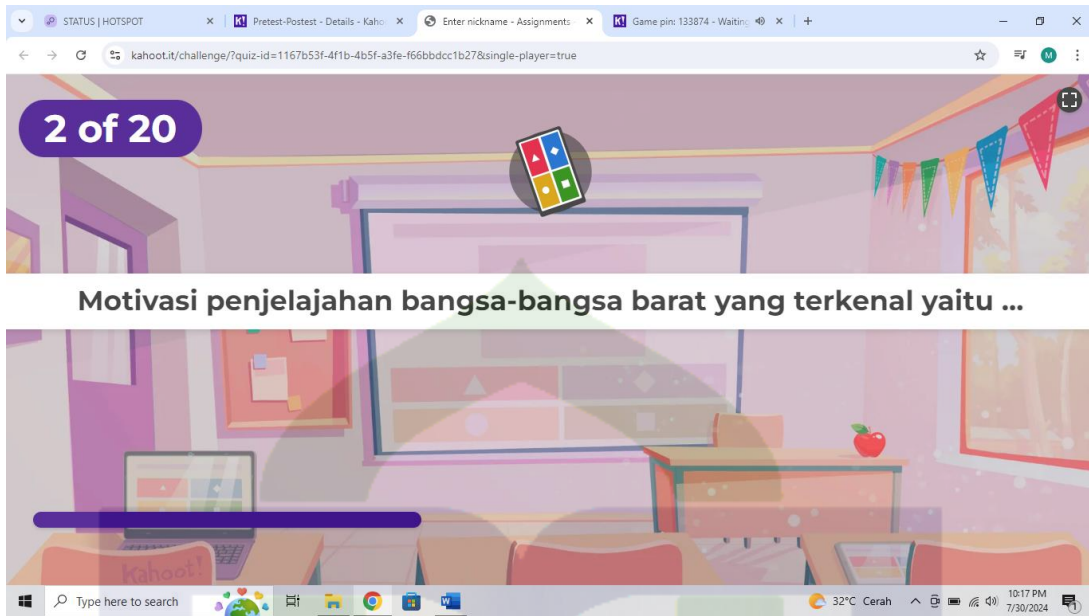 STATUS | HOTSPOT
Pretest-Postest - Details - Kaho
Enter nickname - Assignments
Game pin: 133874 - Waiting
kahoot.it/challenge/?quiz-id=1167b53f-4f1b-4b5f-a3fe-f66bbdcc1b27&single-player=true
M
2 of 20
Motivasi penjelajahan bangsa-bangsa barat yang terkenal yaitu ...
Kahoot!
Type here to search
32°C Cerah
10:17 PM
7/30/2024